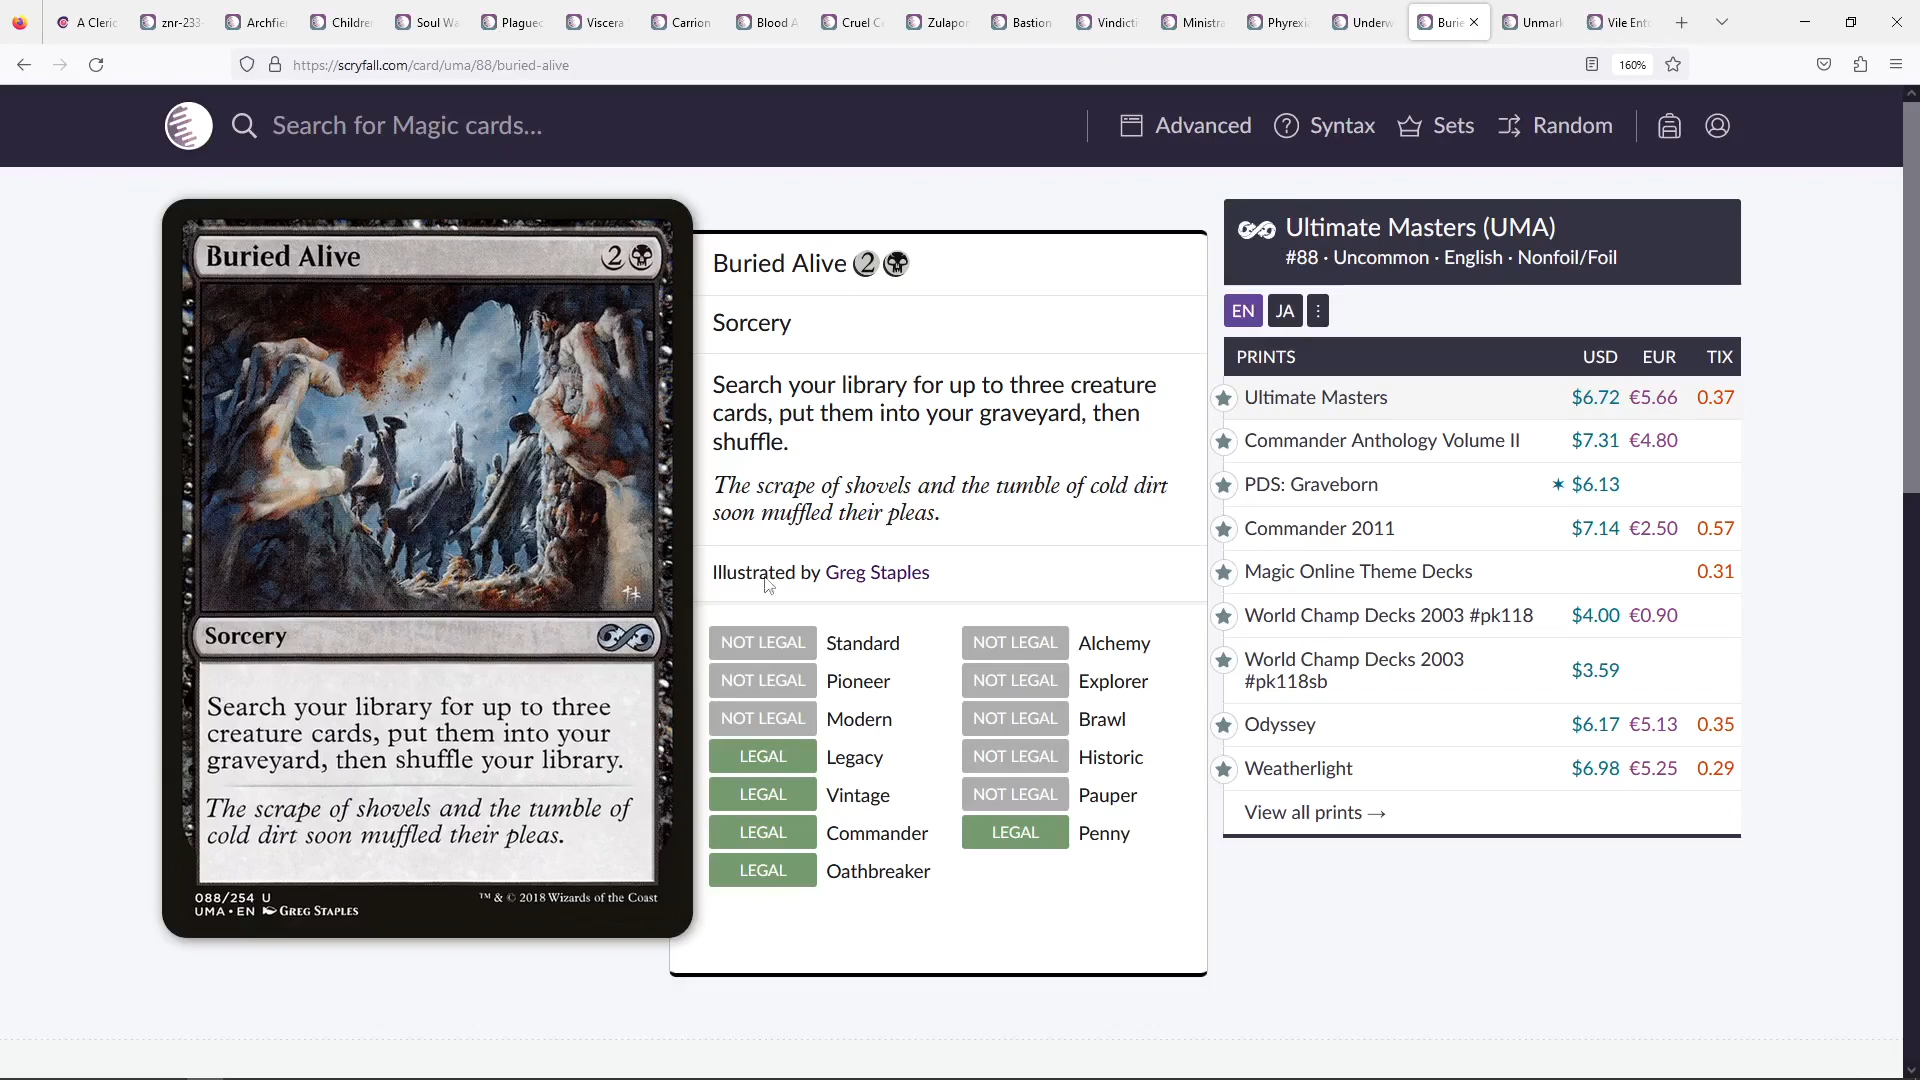 A Cleric
znr-233-
Archfie
Childre
Soul Wa
Plaguec
Viscera
Carrion
Blood A
Cruel Ce
Zulapor
Bastion
Vindicti
Ministra
Phyrexia
Underw
Burie
Unmark
Vile Ento
https://scryfall.com/card/uma/88/buried-alive
160%
Search for Magic cards...
Advanced
Syntax
Sets
Random
Buried Alive 2
Sorcery
Search your library for up to three
creature cards, put them into your
graveyard, then shuffle your library.
The scrape of shovels and the tumble of
cold dirt soon muffled their pleas.
088/254 U
UMA • EN GREG STAPLES
™ & © 2018 Wizards of the Coast
Buried Alive 2
Sorcery
Search your library for up to three creature
cards, put them into your graveyard, then
shuffle.
The scrape of shovels and the tumble of cold dirt
soon muffled their pleas.
Illustrated by Greg Staples
NOT LEGAL Standard NOT LEGAL Alchemy
NOT LEGAL Pioneer NOT LEGAL Explorer
NOT LEGAL Modern NOT LEGAL Brawl
LEGAL Legacy NOT LEGAL Historic
LEGAL Vintage NOT LEGAL Pauper
LEGAL Commander LEGAL Penny
LEGAL Oathbreaker
Ultimate Masters (UMA)
#88 · Uncommon · English · Nonfoil/Foil
EN JA
PRINTS USD EUR TIX
Ultimate Masters $6.72 €5.66 0.37
Commander Anthology Volume II $7.31 €4.80
PDS: Graveborn ✶ $6.13
Commander 2011 $7.14 €2.50 0.57
Magic Online Theme Decks 0.31
World Champ Decks 2003 #pk118 $4.00 €0.90
World Champ Decks 2003
#pk118sb $3.59
Odyssey $6.17 €5.13 0.35
Weatherlight $6.98 €5.25 0.29
View all prints →